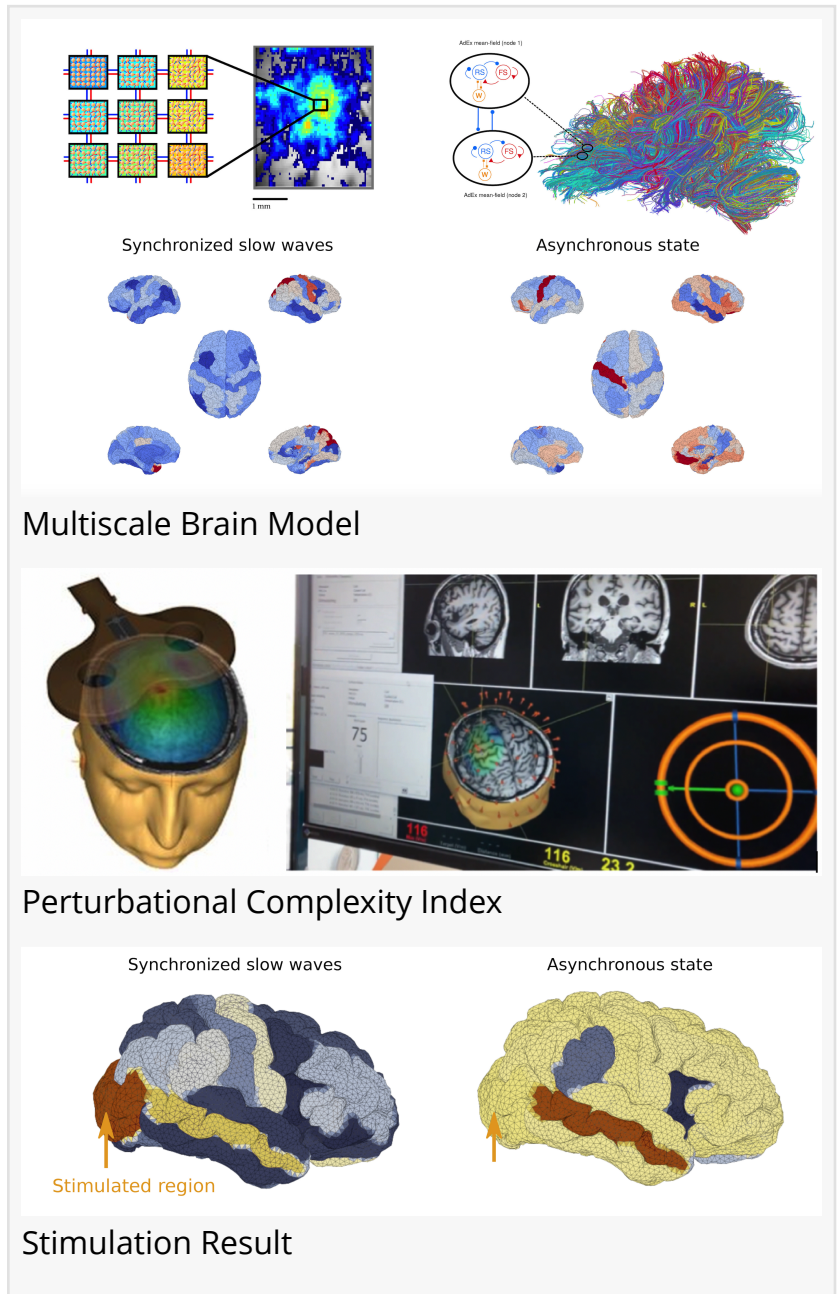 AdEx mean-field (node 1)
RS
FS
W
RS
FS
W
AdEx mean-field (node 2)
1 mm
Synchronized slow waves
Asynchronous state
Multiscale Brain Model
L
R
L
75
116
116
23.2
Perturbational Complexity Index
Synchronized slow waves
Asynchronous state
Stimulated region
Stimulation Result